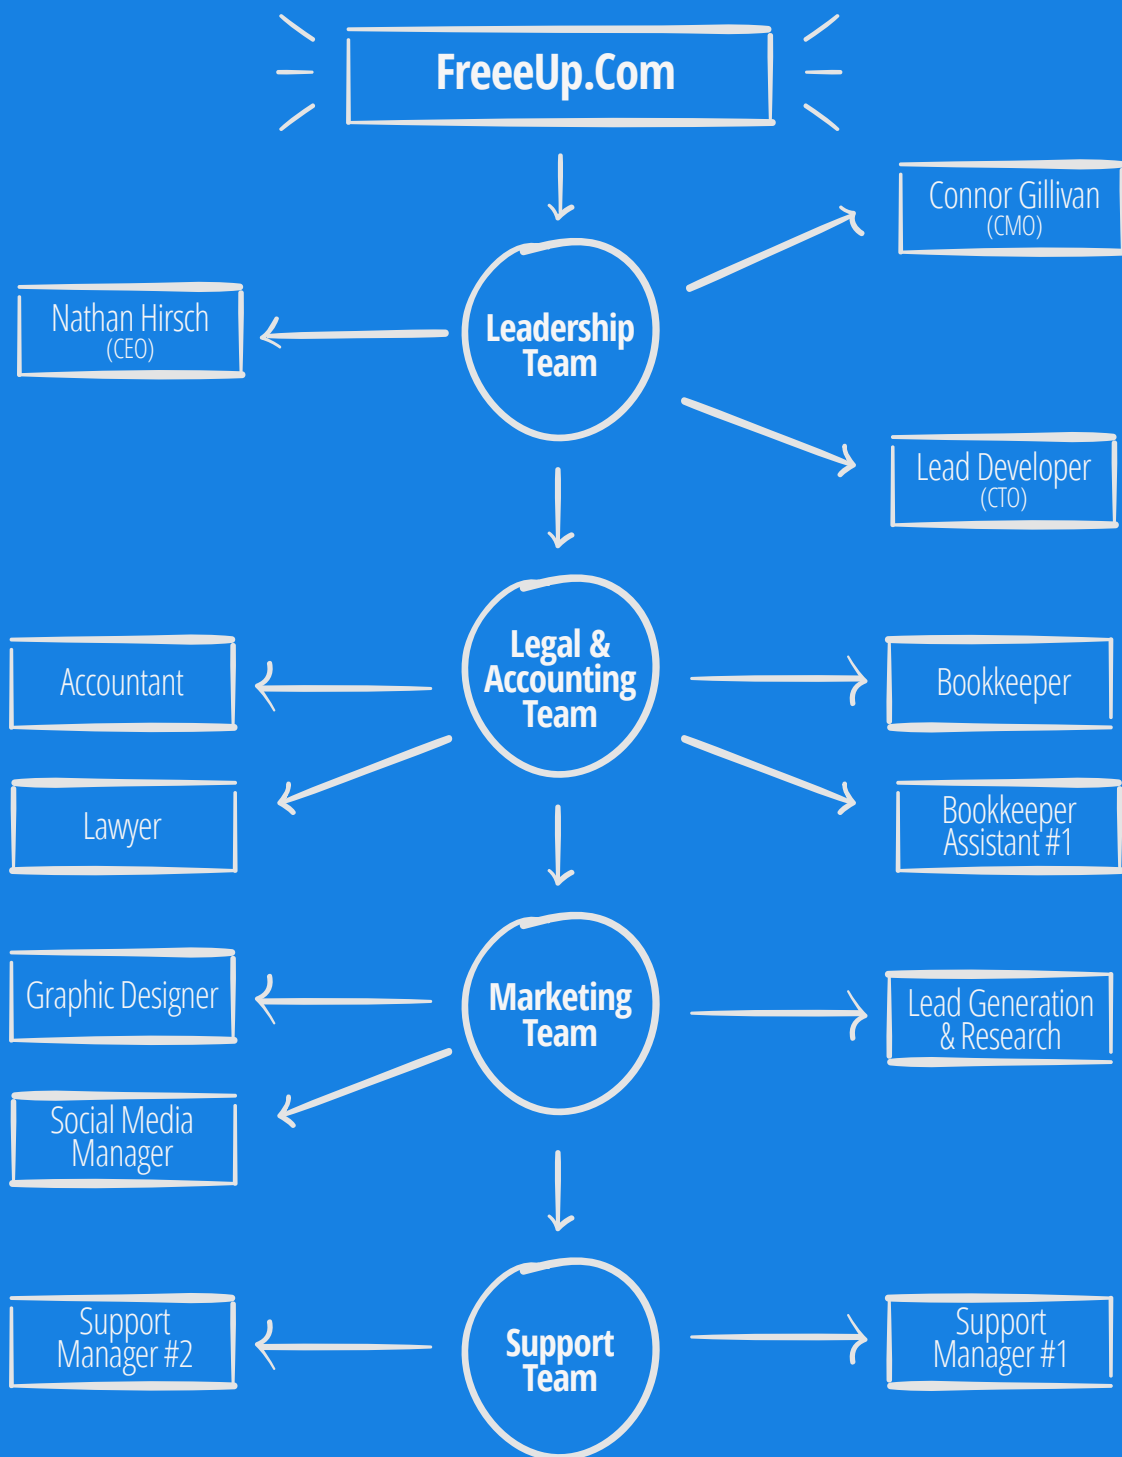 FreeeUp.Com
Connor Gillivan
(CMO)
Nathan Hirsch
(CEO)
Leadership
Team
Lead Developer
(CTO)
Legal &
Accounting
Team
Accountant
Bookkeeper
Lawyer
Bookkeeper
Assistant #1
Graphic Designer
Marketing
Team
Lead Generation
& Research
Social Media
Manager
Support
Manager #2
Support
Team
Support
Manager #1